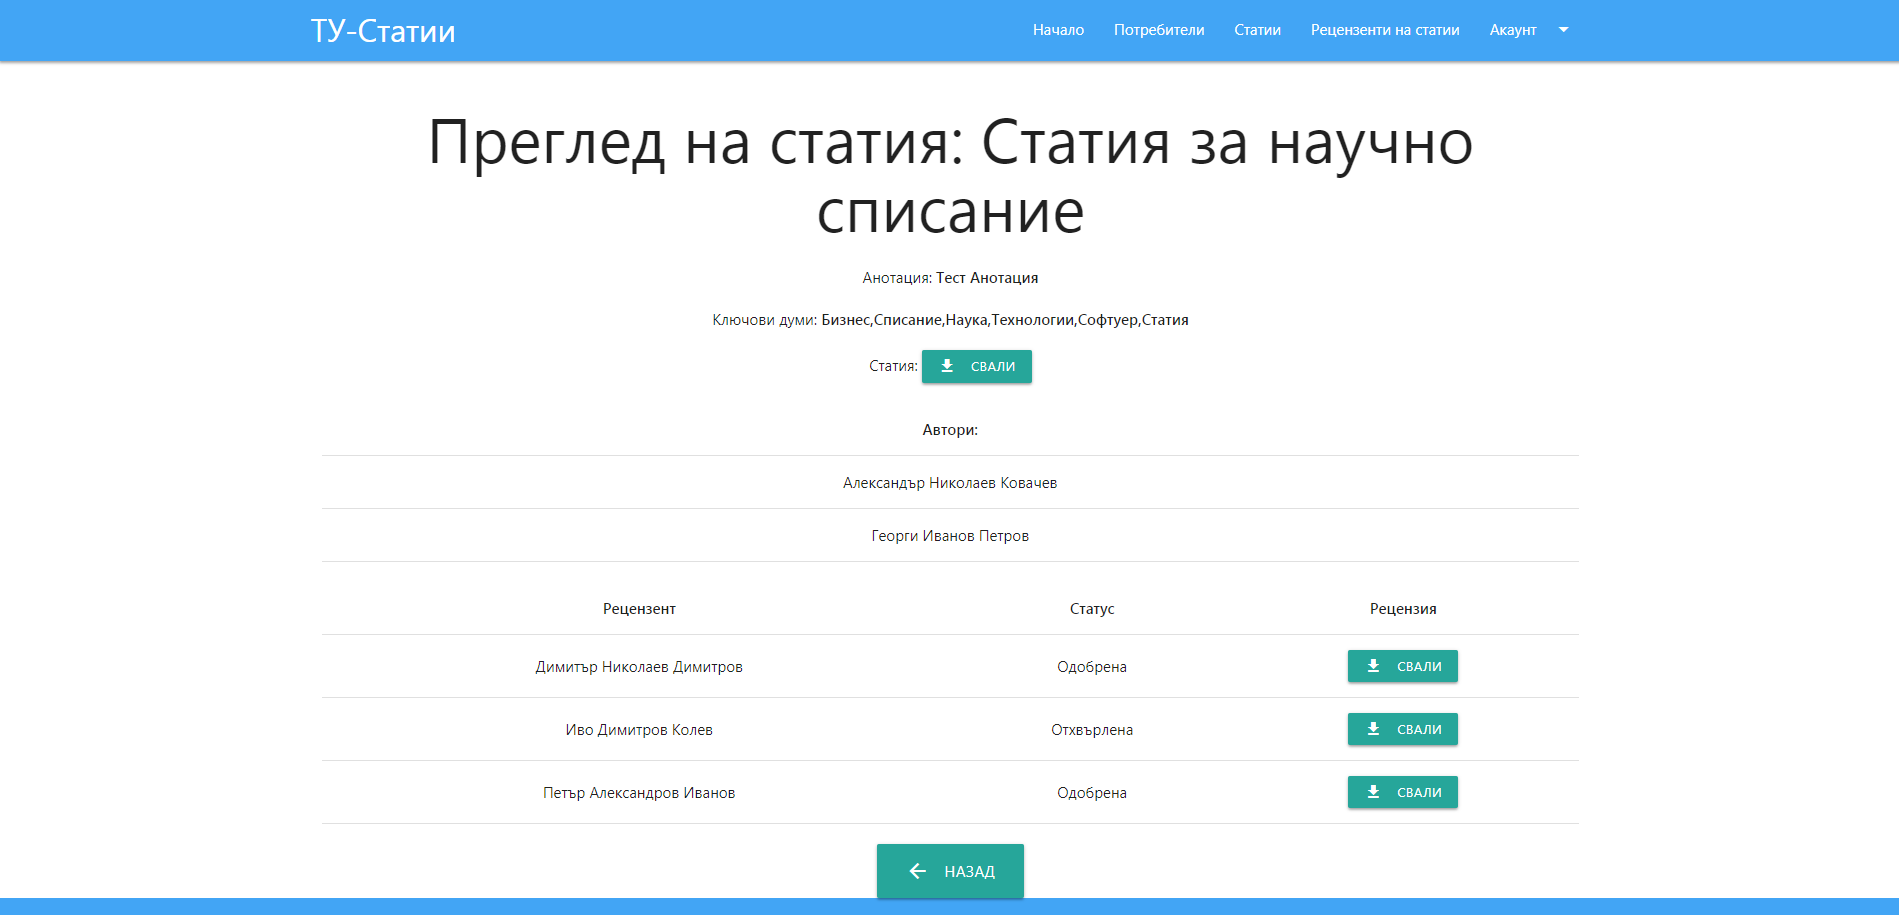 ТУ-Статии
Начало Потребители Статии Рецензенти на статии Акаунт
Преглед на статия: Статия за научно
списание
Анотация: Тест Анотация
Ключови думи: Бизнес,Списание,Наука,Технологии,Софтуер,Статия
Статия: СВАЛИ
Автори:
Александър Николаев Ковачев
Георги Иванов Петров
Рецензент Статус Рецензия
Димитър Николаев Димитров Одобрена СВАЛИ
Иво Димитров Колев Отхвърлена СВАЛИ
Петър Александров Иванов Одобрена СВАЛИ
НАЗАД